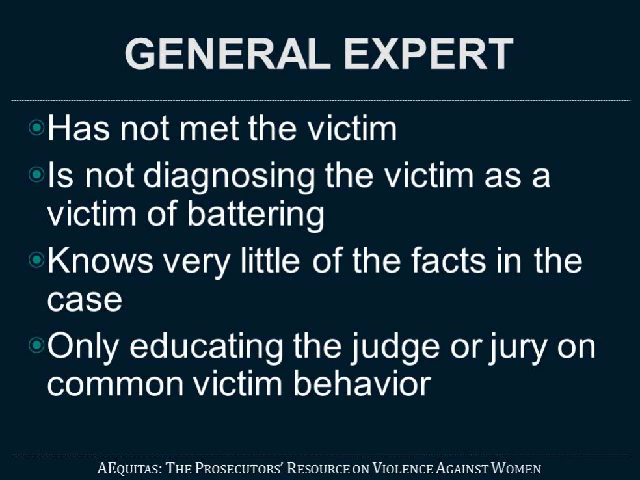 GENERAL EXPERT
Has not met the victim
Is not diagnosing the victim as a
victim of battering
Knows very little of the facts in the
case
Only educating the judge or jury on
common victim behavior
AEQUITAS: THE PROSECUTORS' RESOURCE ON VIOLENCE AGAINST WOMEN